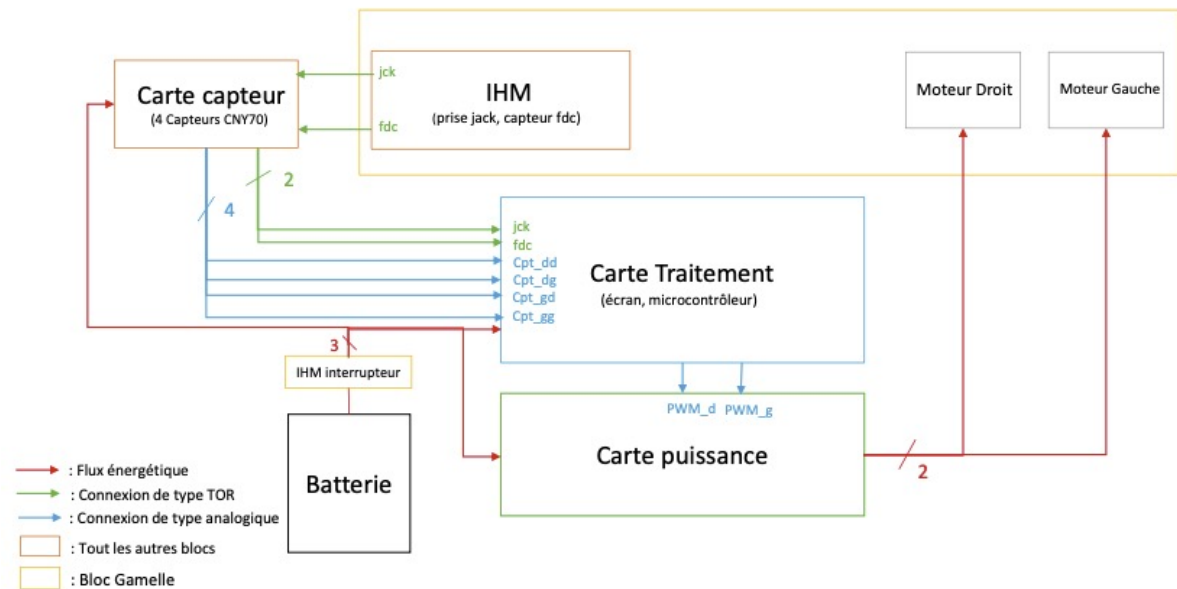 Carte capteur
(4 Capteurs CNY70)
jck
fdc
IHM
(prise jack, capteur fdc)
Moteur Droit
Moteur Gauche
2
4
jck
fdc
Cpt_dd
Cpt_dg
Cpt_gd
Cpt_gg
Carte Traitement
(écran, microcontrôleur)
3
IHM interrupteur
PWM_d PWM_g
Batterie
Carte puissance
2
: Flux énergétique
: Connexion de type TOR
: Connexion de type analogique
: Tout les autres blocs
: Bloc Gamelle